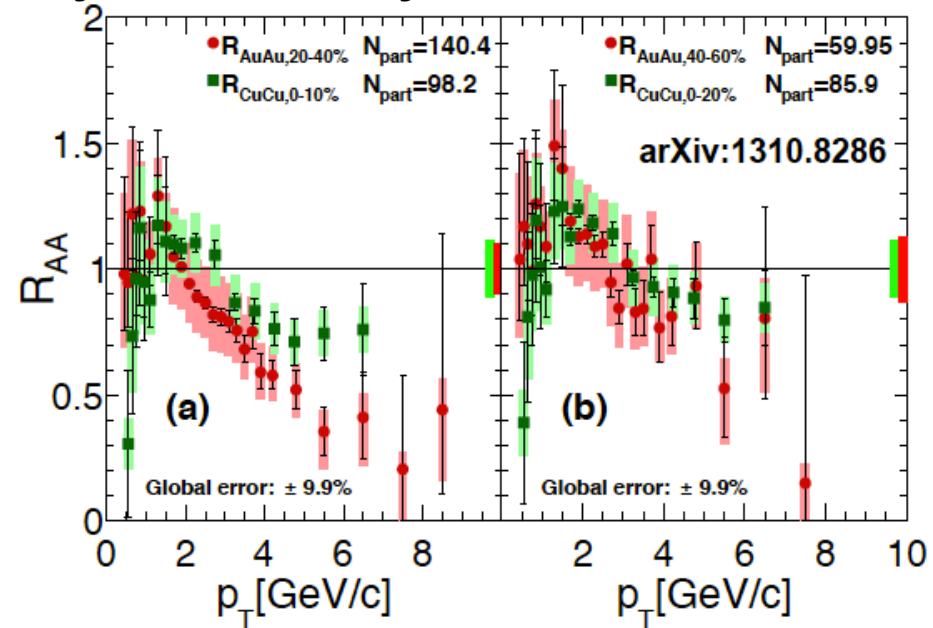 2
1.5
1
0.5
0
R_AA
R_AuAu,20-40% N_part=140.4
R_CuCu,0-10% N_part=98.2
(a)
Global error: ± 9.9%
0 2 4 6 8
p_T[GeV/c]
R_AuAu,40-60% N_part=59.95
R_CuCu,0-20% N_part=85.9
arXiv:1310.8286
(b)
Global error: ± 9.9%
2 4 6 8 10
p_T[GeV/c]